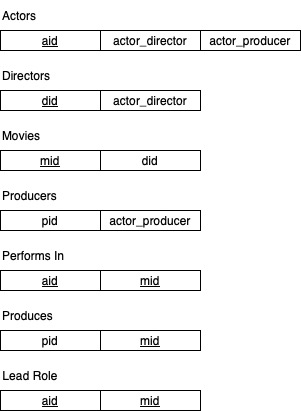 Actors
aid actor_director actor_producer
Directors
did actor_director
Movies
mid did
Producers
pid actor_producer
Performs In
aid mid
Produces
pid mid
Lead Role
aid mid